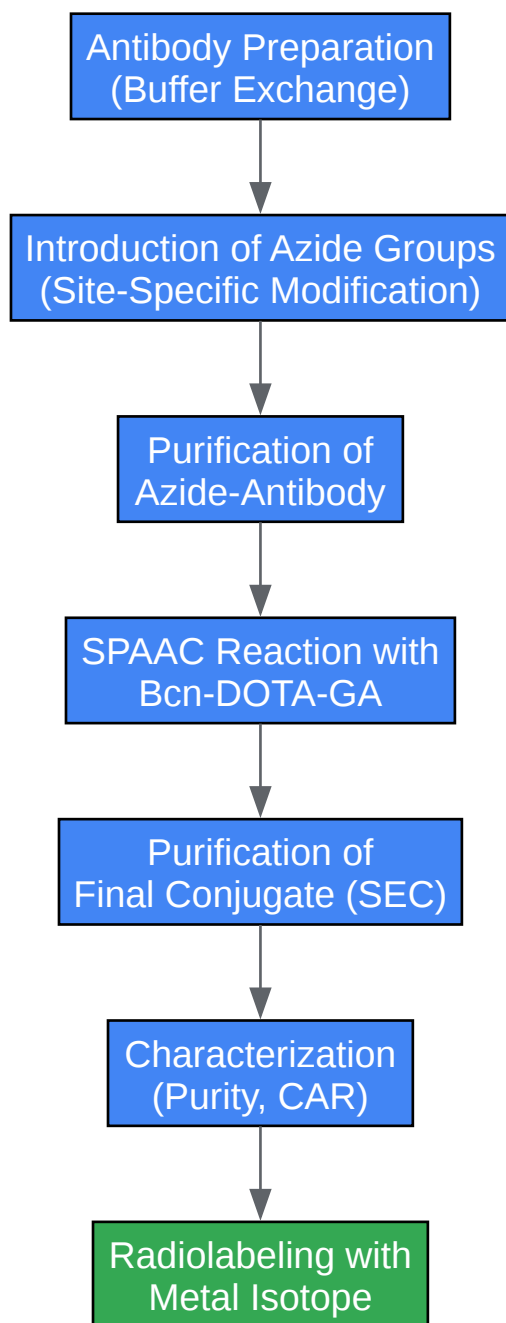 Antibody Preparation
(Buffer Exchange)
Introduction of Azide Groups
(Site-Specific Modification)
Purification of
Azide-Antibody
SPAAC Reaction with
Bcn-DOTA-GA
Purification of
Final Conjugate (SEC)
Characterization
(Purity, CAR)
Radiolabeling with
Metal Isotope